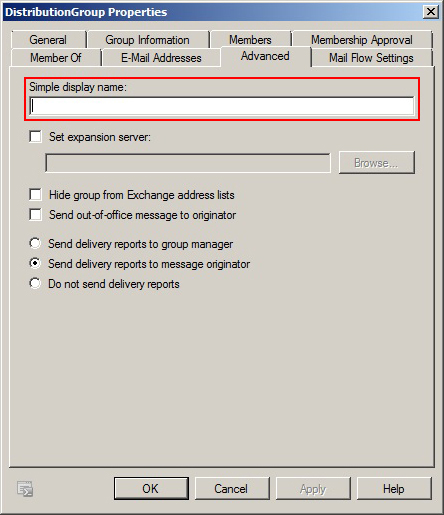 DistributionGroup Properties
General
Group Information
Members
Membership Approval
Member Of
E-Mail Addresses
Advanced
Mail Flow Settings
Simple display name:
Set expansion server:
Browse...
Hide group from Exchange address lists
Send out-of-office message to originator
Send delivery reports to group manager
Send delivery reports to message originator
Do not send delivery reports
OK
Cancel
Apply
Help